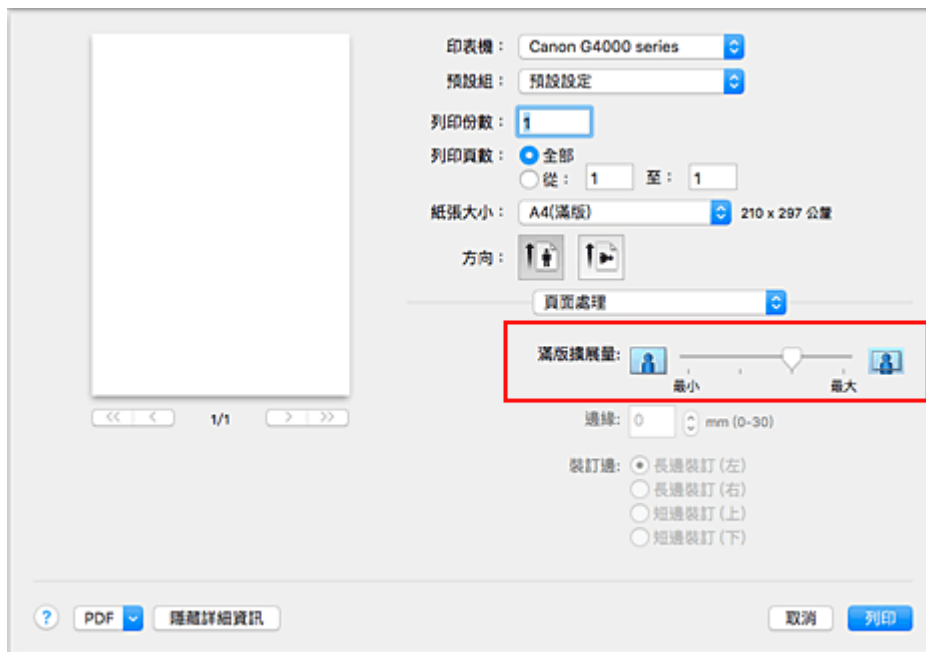 印表機： Canon G4000 series
預設組： 預設設定
列印份數： 1
列印頁數： 全部
從： 1 至： 1
紙張大小： A4(滿版) 210 x 297 公釐
方向：
頁面處理
滿版擴展量:
最小 最大
<< < 1/1 > >>
邊緣: 0 mm (0-30)
裝訂邊: 長邊裝訂 (左)
長邊裝訂 (右)
短邊裝訂 (上)
短邊裝訂 (下)
? PDF 隱藏詳細資訊 取消 列印